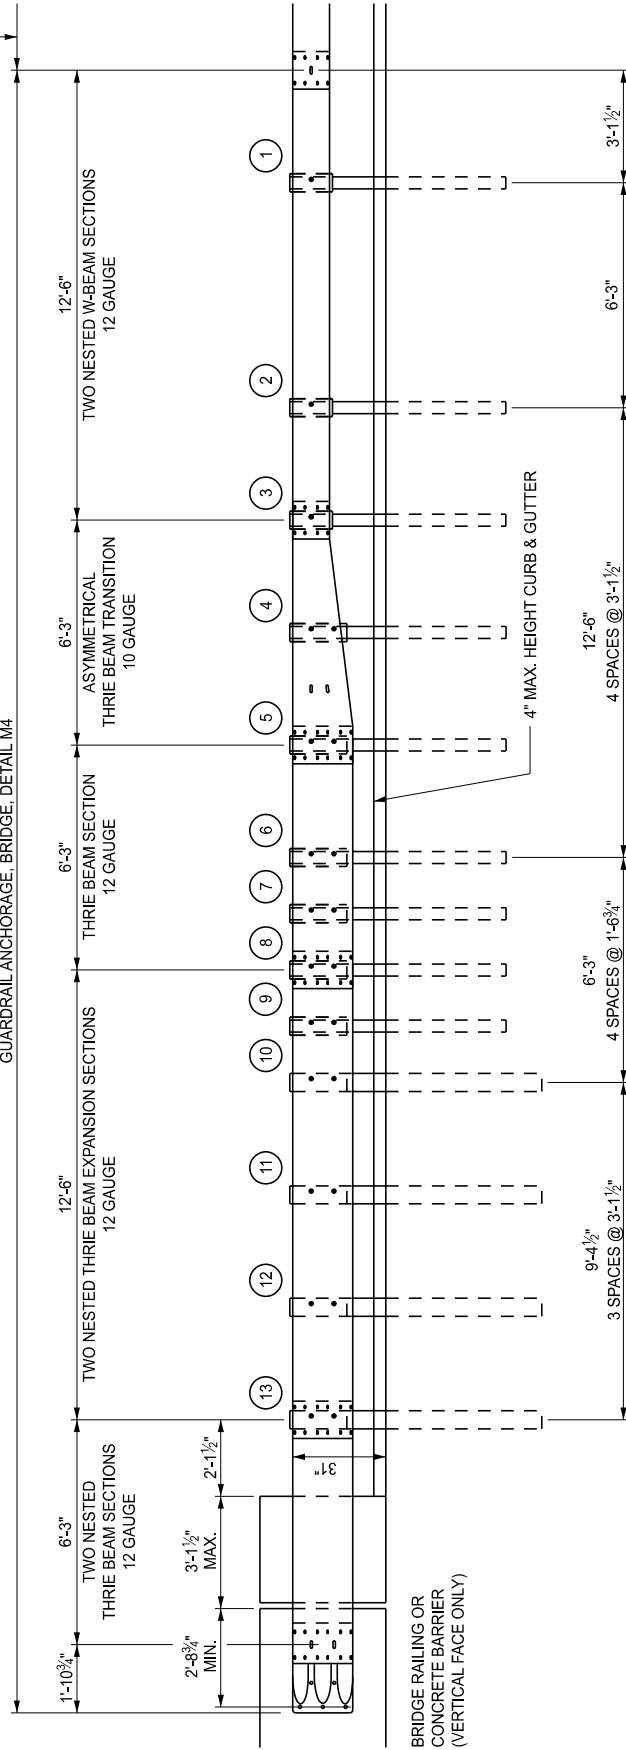 GUARDRAIL ANCHORAGE, BRIDGE, DETAIL M4
1'-10¾"
6'-3"
TWO NESTED
THRIE BEAM SECTIONS
12 GAUGE
12'-6"
TWO NESTED THRIE BEAM EXPANSION SECTIONS
12 GAUGE
6'-3"
THRIE BEAM SECTION
12 GAUGE
6'-3"
ASYMMETRICAL
THRIE BEAM TRANSITION
10 GAUGE
12'-6"
TWO NESTED W-BEAM SECTIONS
12 GAUGE
2'-8¾"
MIN.
3'-1½"
MAX.
2'-1½"
13
12
11
10
9
8
7
6
5
4
3
2
1
31"
BRIDGE RAILING OR
CONCRETE BARRIER
(VERTICAL FACE ONLY)
4" MAX. HEIGHT CURB & GUTTER
9'-4½"
3 SPACES @ 3'-1½"
6'-3"
4 SPACES @ 1'-6¾"
12'-6"
4 SPACES @ 3'-1½"
6'-3"
3'-1½"